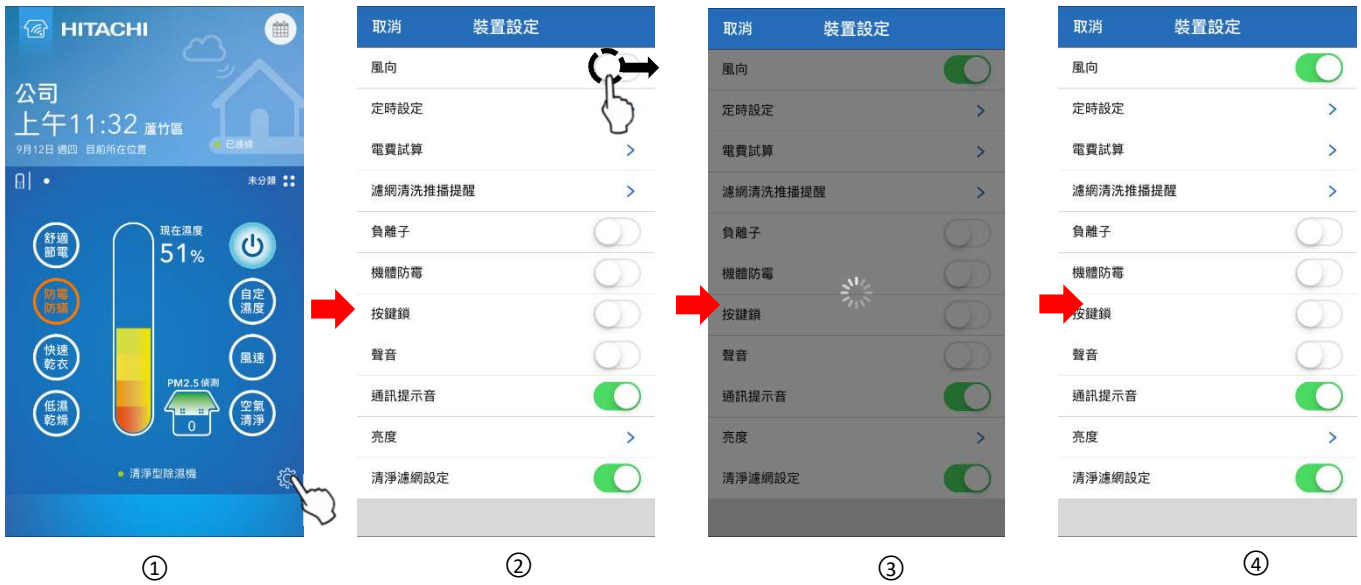 HITACHI
公司
上午11:32 蘆竹區
9月12日 週四 目前所在位置
已連線
未分類
現在濕度
51%
舒適
節電
防霉
防蟎
自定
濕度
快速
乾衣
風速
PM2.5偵測
低濕
乾燥
0
空氣
清淨
清淨型除濕機
①
取消 裝置設定
風向
定時設定
電費試算
濾網清洗推播提醒
負離子
機體防霉
按鍵鎖
聲音
通訊提示音
亮度
清淨濾網設定
②
取消 裝置設定
風向
定時設定
電費試算
濾網清洗推播提醒
負離子
機體防霉
按鍵鎖
聲音
通訊提示音
亮度
清淨濾網設定
③
取消 裝置設定
風向
定時設定
電費試算
濾網清洗推播提醒
負離子
機體防霉
按鍵鎖
聲音
通訊提示音
亮度
清淨濾網設定
④